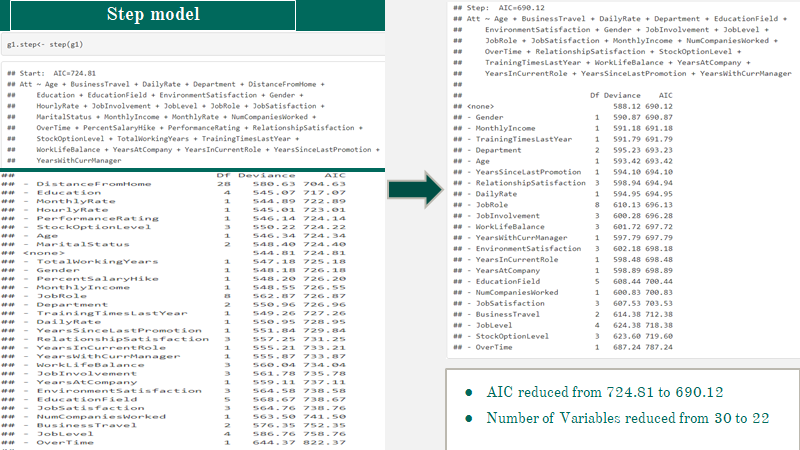 Step model
g1.step<- step(g1)
## Start:  AIC=724.81
## Att ~ Age + BusinessTravel + DailyRate + Department + DistanceFromHome +
##     Education + EducationField + EnvironmentSatisfaction + Gender +
##     HourlyRate + JobInvolvement + JobLevel + JobRole + JobSatisfaction +
##     MaritalStatus + MonthlyIncome + MonthlyRate + NumCompaniesWorked +
##     OverTime + PercentSalaryHike + PerformanceRating + RelationshipSatisfaction +
##     StockOptionLevel + TotalWorkingYears + TrainingTimesLastYear +
##     WorkLifeBalance + YearsAtCompany + YearsInCurrentRole + YearsSinceLastPromotion +
##     YearsWithCurrManager
## Df Deviance AIC
## - DistanceFromHome 28 580.63 704.63
## - Education 4 545.07 717.07
## - MonthlyRate 1 544.89 722.89
## - HourlyRate 1 545.01 723.01
## - PerformanceRating 1 546.14 724.14
## - StockOptionLevel 3 550.22 724.22
## - Age 1 546.34 724.34
## - MaritalStatus 2 548.40 724.40
## <none> 544.81 724.81
## - TotalWorkingYears 1 547.18 725.18
## - Gender 1 548.18 726.18
## - PercentSalaryHike 1 548.20 726.20
## - MonthlyIncome 1 548.55 726.55
## - JobRole 8 562.87 726.87
## - Department 2 550.96 726.96
## - TrainingTimesLastYear 1 549.26 727.26
## - DailyRate 1 550.95 728.95
## - YearsSinceLastPromotion 1 551.84 729.84
## - RelationshipSatisfaction 3 557.25 731.25
## - YearsInCurrentRole 1 555.21 733.21
## - YearsWithCurrManager 1 555.87 733.87
## - WorkLifeBalance 3 560.04 734.04
## - JobInvolvement 3 561.78 735.78
## - YearsAtCompany 1 559.11 737.11
## - EnvironmentSatisfaction 3 564.58 738.58
## - EducationField 5 568.67 738.67
## - JobSatisfaction 3 564.76 738.76
## - NumCompaniesWorked 1 563.50 741.50
## - BusinessTravel 2 576.35 752.35
## - JobLevel 4 586.76 758.76
## - OverTime 1 644.37 822.37
##
## Step:  AIC=690.12
## Att ~ Age + BusinessTravel + DailyRate + Department + EducationField +
##     EnvironmentSatisfaction + Gender + JobInvolvement + JobLevel +
##     JobRole + JobSatisfaction + MonthlyIncome + NumCompaniesWorked +
##     OverTime + RelationshipSatisfaction + StockOptionLevel +
##     TrainingTimesLastYear + WorkLifeBalance + YearsAtCompany +
##     YearsInCurrentRole + YearsSinceLastPromotion + YearsWithCurrManager
##
## Df Deviance AIC
## <none> 588.12 690.12
## - Gender 1 590.87 690.87
## - MonthlyIncome 1 591.18 691.18
## - TrainingTimesLastYear 1 591.79 691.79
## - Department 2 595.23 693.23
## - Age 1 593.42 693.42
## - YearsSinceLastPromotion 1 594.10 694.10
## - RelationshipSatisfaction 3 598.94 694.94
## - DailyRate 1 594.95 694.95
## - JobRole 8 610.13 696.13
## - JobInvolvement 3 600.28 696.28
## - WorkLifeBalance 3 601.72 697.72
## - YearsWithCurrManager 1 597.79 697.79
## - EnvironmentSatisfaction 3 602.18 698.18
## - YearsInCurrentRole 1 598.48 698.48
## - YearsAtCompany 1 598.89 698.89
## - EducationField 5 608.44 700.44
## - NumCompaniesWorked 1 600.83 700.83
## - JobSatisfaction 3 607.53 703.53
## - BusinessTravel 2 614.38 712.38
## - JobLevel 4 624.38 718.38
## - StockOptionLevel 3 623.60 719.60
## - OverTime 1 687.24 787.24
● AIC reduced from 724.81 to 690.12
● Number of Variables reduced from 30 to 22